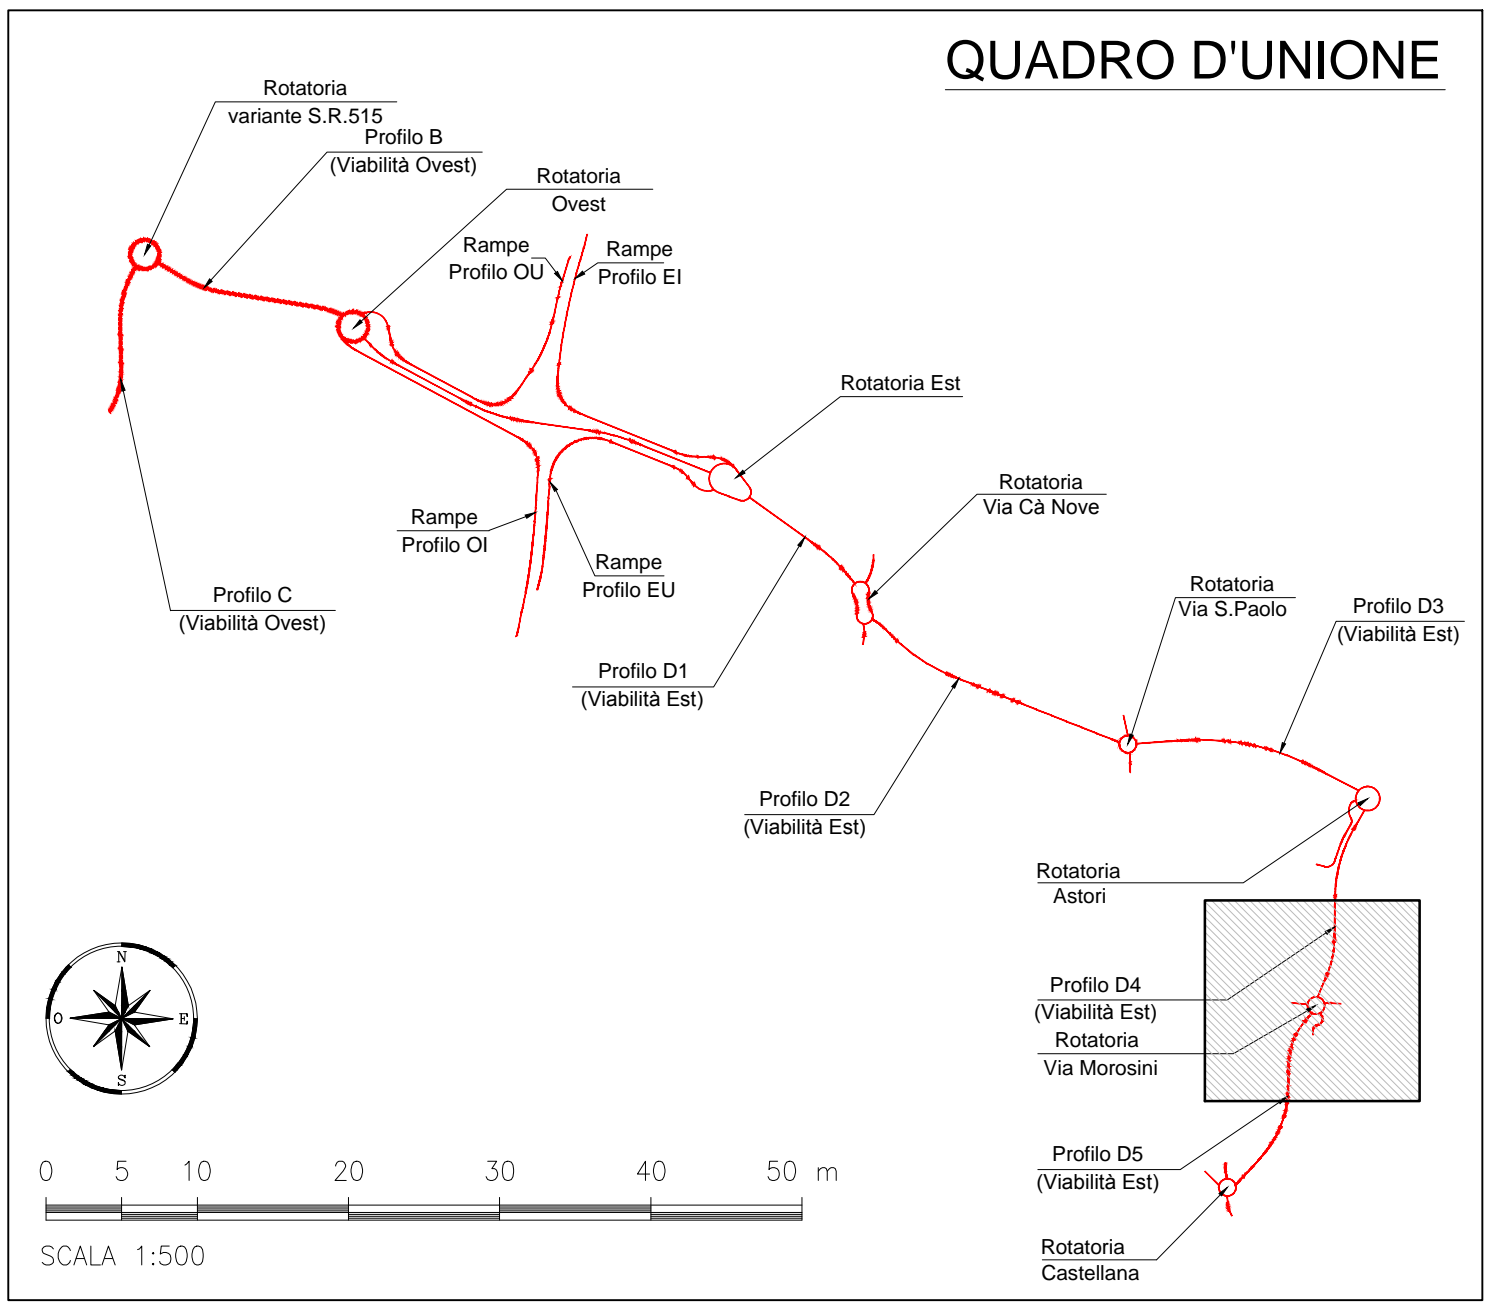 QUADRO D'UNIONE
Rotatoria
variante S.R.515
Profilo B
(Viabilità Ovest)
Rotatoria
Ovest
Rampe
Profilo OU
Rampe
Profilo EI
Rotatoria Est
Rotatoria
Via Cà Nove
Rampe
Profilo OI
Rampe
Profilo EU
Profilo C
(Viabilità Ovest)
Rotatoria
Via S.Paolo
Profilo D3
(Viabilità Est)
Profilo D1
(Viabilità Est)
Profilo D2
(Viabilità Est)
Rotatoria
Astori
Profilo D4
(Viabilità Est)
Rotatoria
Via Morosini
Profilo D5
(Viabilità Est)
Rotatoria
Castellana
N
O
E
S
0 5 10 20 30 40 50 m
SCALA 1:500